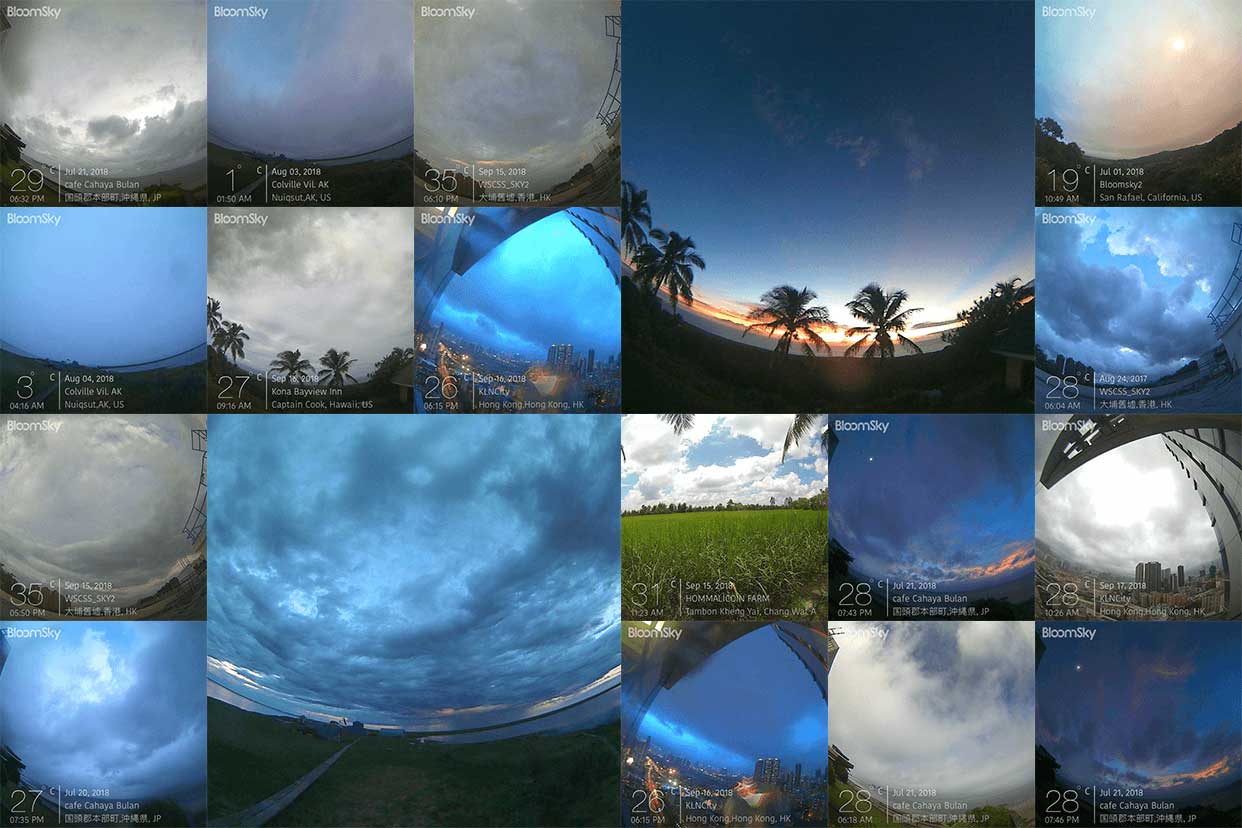 BloomSky
29°C
06:32 PM
Jul 21, 2018
cafe Cahaya Bulan
国頭郡本部町,沖縄県, JP
BloomSky
1°C
01:50 AM
Aug 03, 2018
Colville Vil. AK
Nuiqsut,AK, US
BloomSky
35°C
06:10 PM
Sep 15, 2018
WSCSS_SKY2
大埔舊墟,香港, HK
BloomSky
19°C
10:49 AM
Jul 01, 2018
Bloomsky2
San Rafael, California, US
BloomSky
3°C
04:16 AM
Aug 04, 2018
Colville Vil. AK
Nuiqsut,AK, US
BloomSky
27°C
09:16 AM
Sep 16, 2018
Kona Bayview Inn
Captain Cook, Hawaii, US
BloomSky
26°C
06:15 PM
Sep 16, 2018
KLNCity
Hong Kong,Hong Kong, HK
BloomSky
28°C
06:04 AM
Aug 24, 2017
WSCSS_SKY2
大埔舊墟,香港, HK
BloomSky
35°C
05:50 PM
Sep 15, 2018
WSCSS_SKY2
大埔舊墟,香港, HK
31°C
11:23 AM
Sep 15, 2018
HOMMALICOIN FARM
Tambon Kheng Yai, Chang Wat A
BloomSky
28°C
07:43 PM
Jul 21, 2018
cafe Cahaya Bulan
国頭郡本部町,沖縄県, JP
BloomSky
28°C
10:26 AM
Sep 17, 2018
KLNCity
Hong Kong,Hong Kong, HK
BloomSky
27°C
07:35 PM
Jul 20, 2018
cafe Cahaya Bulan
国頭郡本部町,沖縄県, JP
BloomSky
26°C
06:15 PM
Sep 16, 2018
KLNCity
Hong Kong,Hong Kong, HK
BloomSky
28°C
06:18 AM
Jul 21, 2018
cafe Cahaya Bulan
国頭郡本部町,沖縄県, JP
BloomSky
28°C
07:46 PM
Jul 21, 2018
cafe Cahaya Bulan
国頭郡本部町,沖縄県, JP